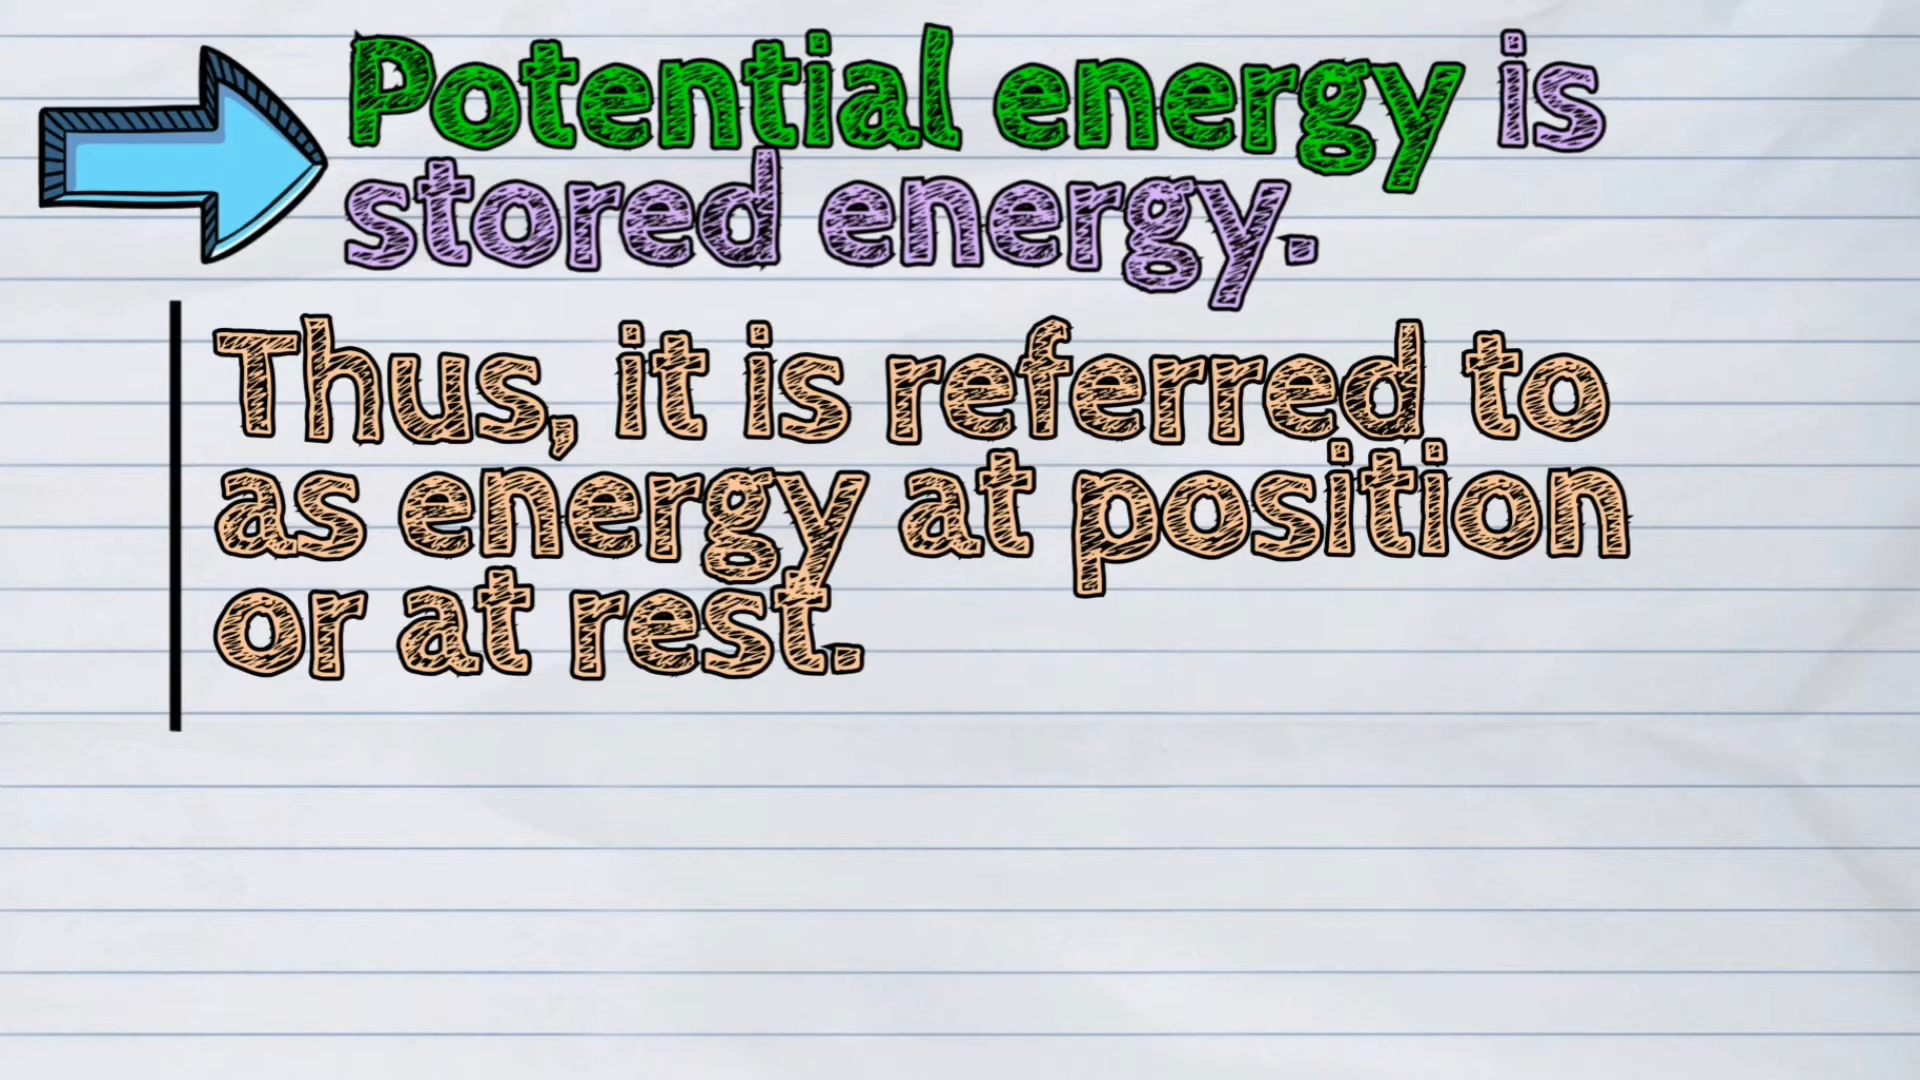 Potential energy is
stored energy.
Thus, it is referred to
as energy at position
or at rest.